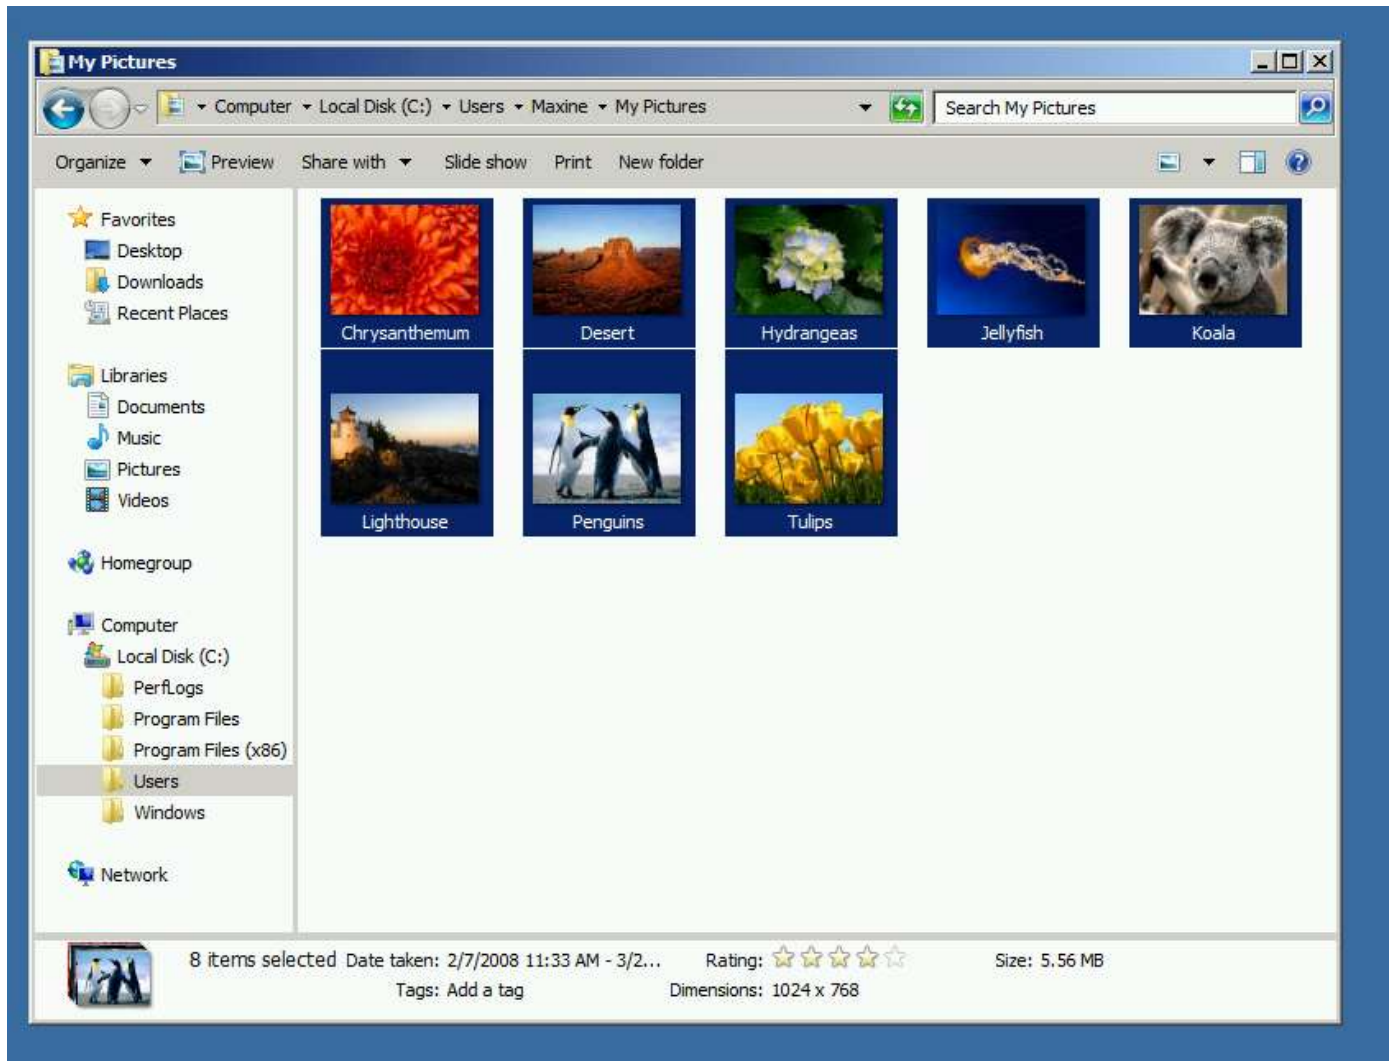 My Pictures
Computer Local Disk (C:) Users Maxine My Pictures Search My Pictures
Organize Preview Share with Slide show Print New folder
Favorites
Desktop
Downloads
Recent Places
Libraries
Documents
Music
Pictures
Videos
Homegroup
Computer
Local Disk (C:)
PerfLogs
Program Files
Program Files (x86)
Users
Windows
Network
Chrysanthemum Desert Hydrangeas Jellyfish Koala
Lighthouse Penguins Tulips
8 items selected Date taken: 2/7/2008 11:33 AM - 3/2... Rating: Size: 5.56 MB
Tags: Add a tag Dimensions: 1024 x 768